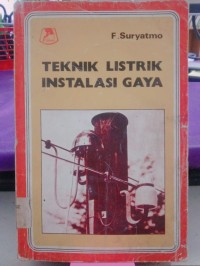 F. Suryatmo
TEKNIK LISTRIK
INSTALASI GAYA